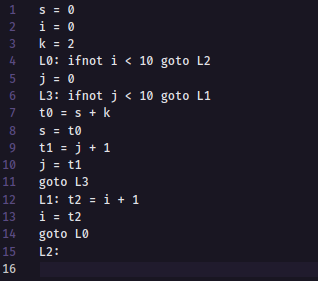 1 s = 0
2 i = 0
3 k = 2
4 L0: ifnot i < 10 goto L2
5 j = 0
6 L3: ifnot j < 10 goto L1
7 t0 = s + k
8 s = t0
9 t1 = j + 1
10 j = t1
11 goto L3
12 L1: t2 = i + 1
13 i = t2
14 goto L0
15 L2:
16